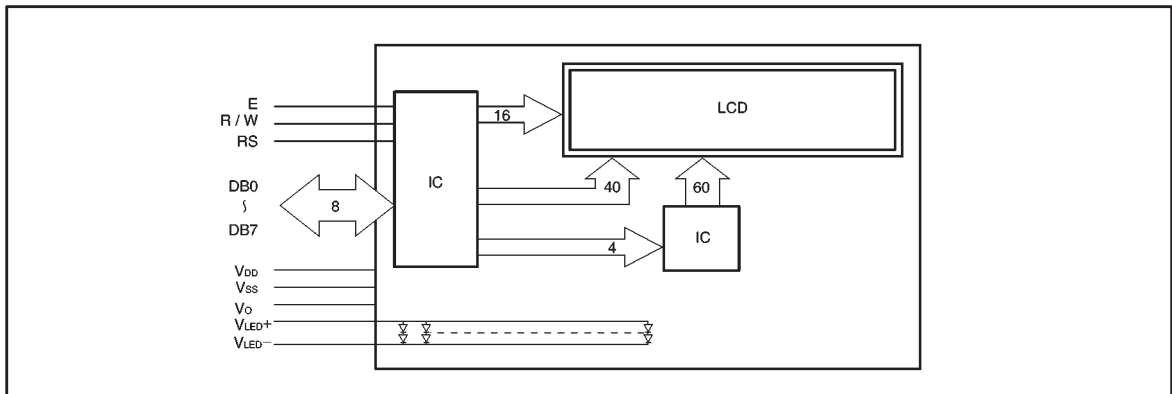 E
R / W
RS
DB0
~
DB7
VDD
VSS
VO
VLED+
VLED−
8
IC
16
40
4
60
IC
LCD